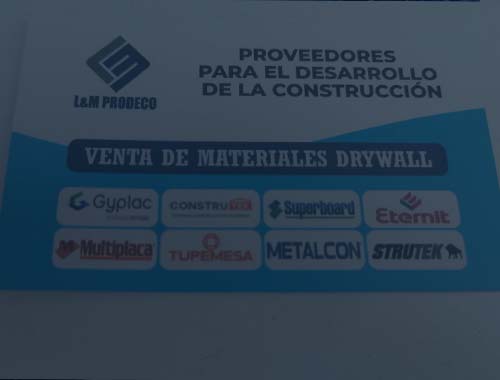 L&M PRODECO
PROVEEDORES
PARA EL DESARROLLO
DE LA CONSTRUCCIÓN
VENTA DE MATERIALES DRYWALL
Gyplac
CONSTRU
Superboard
Eternit
Multiplaca
TUPEMESA
METALCON
STRUTEK